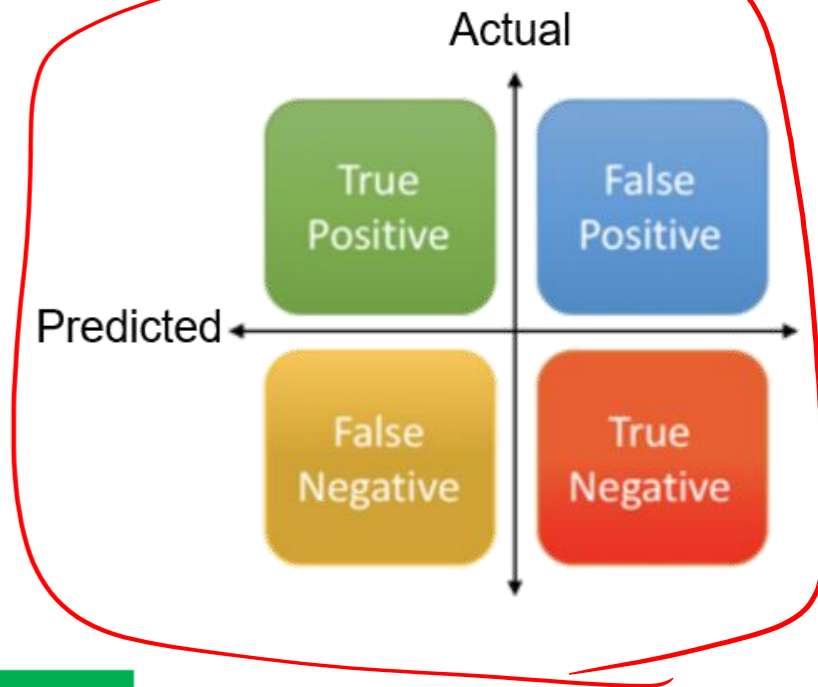 Actual
True
Positive
False
Positive
Predicted
False
Negative
True
Negative